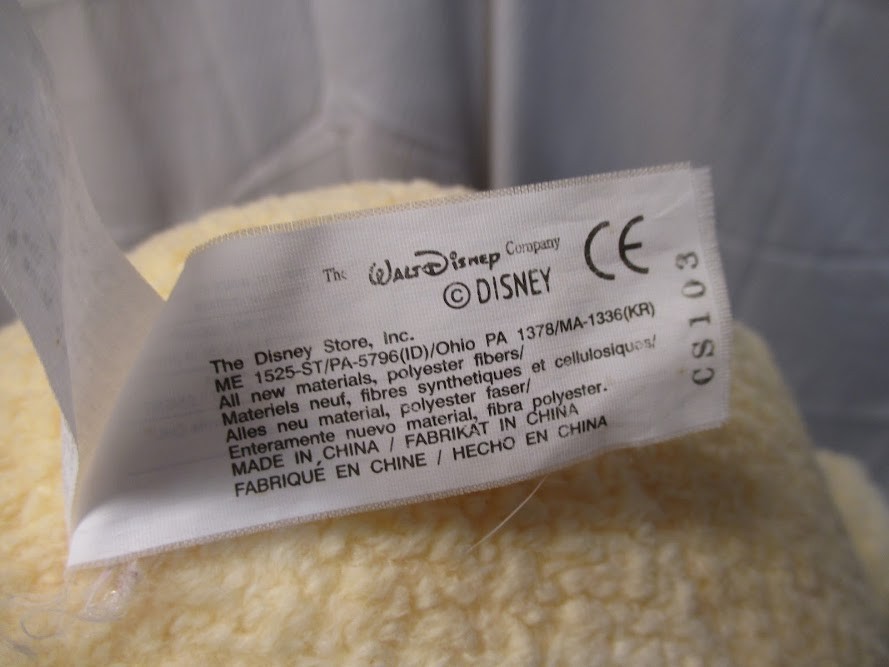 The Walt Disney Company
© DISNEY
CE
CS103
The Disney Store, Inc.
ME 1525-ST/PA-5796(ID)/Ohio PA 1378/MA-1336(KR)
All new materials, polyester fibers/
Materiels neuf, fibres synthetiques et cellulosiques/
Alles neu material, polyester faser/
Enteramente nuevo material, fibra polyester.
MADE IN CHINA / FABRIKAT IN CHINA
FABRIQUÉ EN CHINE / HECHO EN CHINA